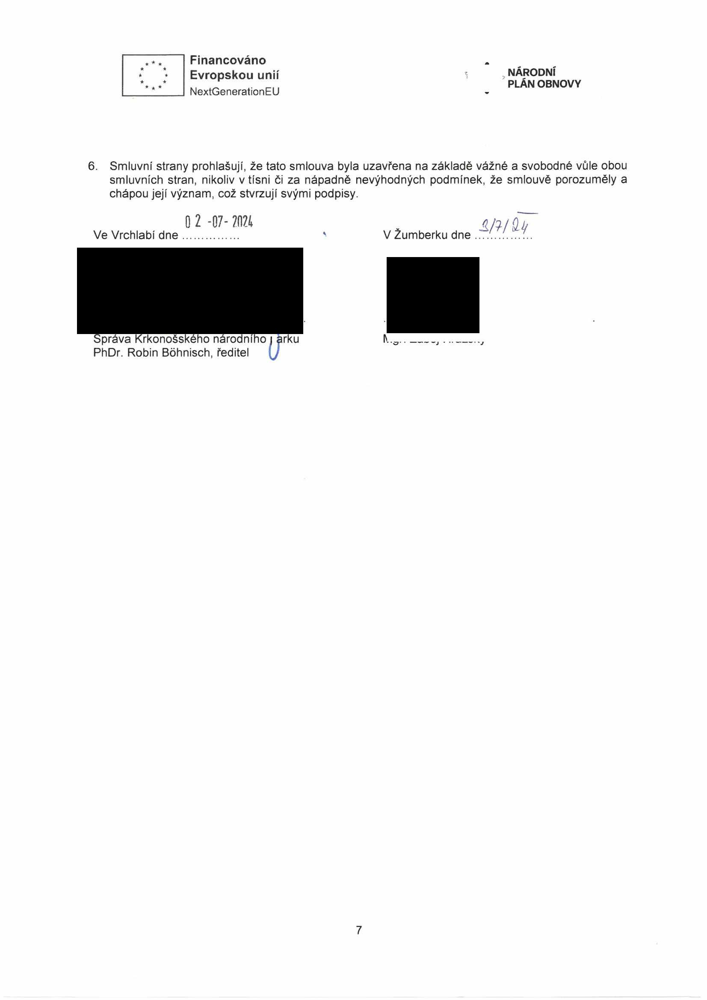 Financováno
Evropskou unií
NextGenerationEU
NÁRODNÍ
PLÁN OBNOVY
6. Smluvní strany prohlašují, že tato smlouva byla uzavřena na základě vážné a svobodné vůle obou
smluvních stran, nikoliv v tísni či za nápadně nevýhodných podmínek, že smlouvě porozuměly a
chápou její význam, což stvrzují svými podpisy.
02-07-2024
Ve Vrchlabí dne ...............
3/7/24
V Žumberku dne ...............
Správa Krkonošského národního parku
PhDr. Robin Böhnisch, ředitel
7